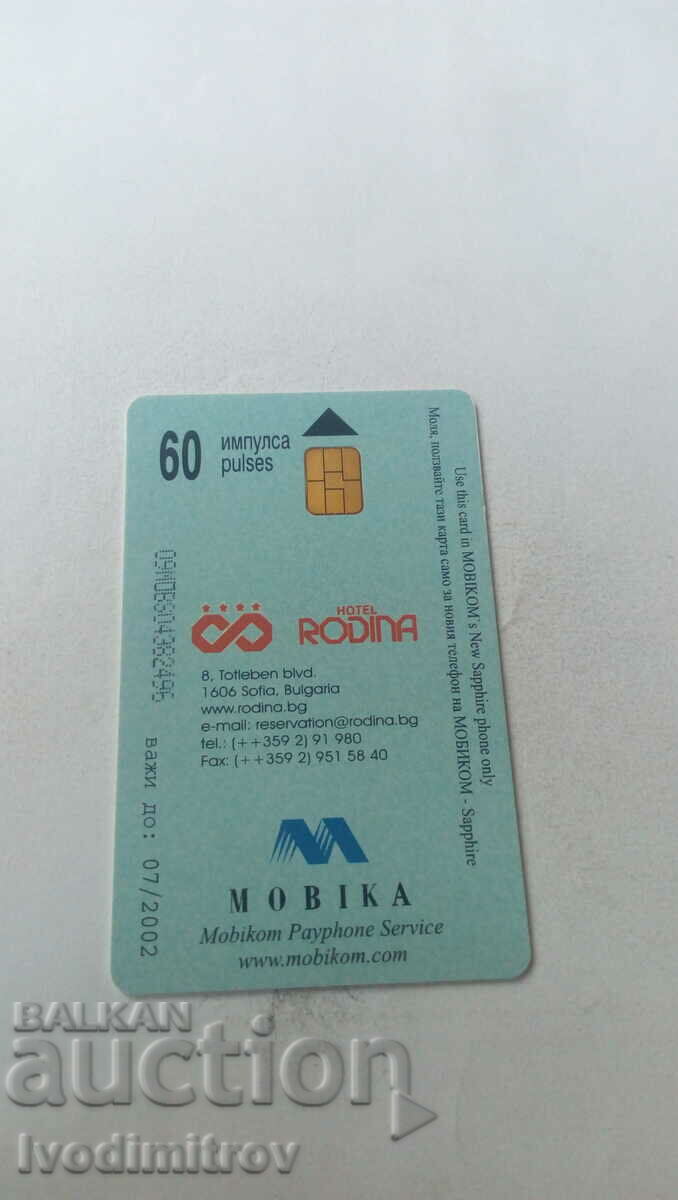 60 импулса
pulses
HOTEL
RODINA
8, Totleben blvd.
1606 Sofia, Bulgaria
www.rodina.bg
e-mail: reservation@rodina.bg
tel.: (++359 2) 91 980
Fax: (++359 2) 951 58 40
MOBIKA
Mobikom Payphone Service
www.mobikom.com
Use this card in MOBIKOM's New Sapphire phone only
Моля, ползвайте тази карта само за новия телефон на МОБИКОМ - Sapphire
важи до: 07/2002
BALKAN
auction
Ivodimitrov